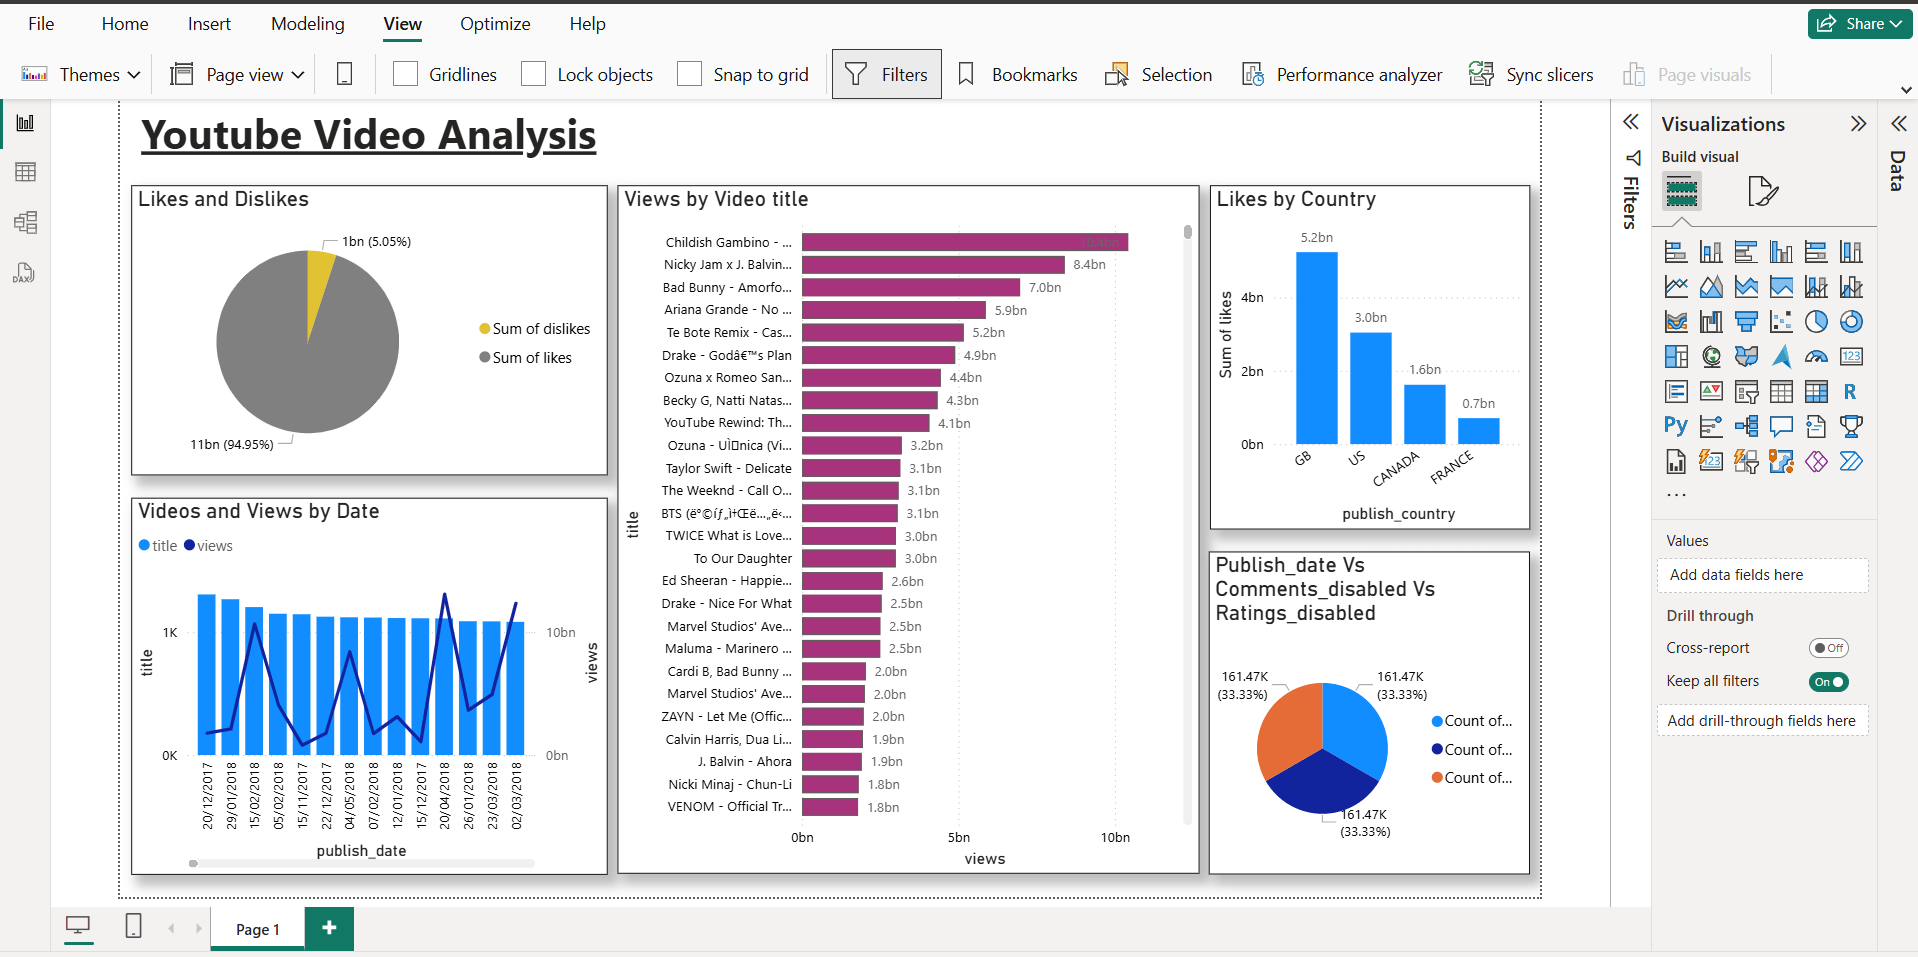 File Home Insert Modeling View Optimize Help Share
Themes Page view Gridlines Lock objects Snap to grid Filters Bookmarks Selection Performance analyzer Sync slicers Page visuals
Youtube Video Analysis
Likes and Dislikes
1bn (5.05%)
Sum of dislikes
Sum of likes
11bn (94.95%)
Videos and Views by Date
title views
1K
0K
10bn
0bn
title
views
20/12/2017
29/01/2018
15/02/2018
05/02/2018
15/11/2017
22/12/2017
04/05/2018
07/02/2018
12/01/2018
15/12/2017
20/04/2018
26/01/2018
23/03/2018
02/03/2018
publish_date
Views by Video title
title
Childish Gambino - ... 10.4bn
Nicky Jam x J. Balvin... 8.4bn
Bad Bunny - Amorfo... 7.0bn
Ariana Grande - No ... 5.9bn
Te Bote Remix - Cas... 5.2bn
Drake - Godâ€™s Plan 4.9bn
Ozuna x Romeo San... 4.4bn
Becky G, Natti Natas... 4.3bn
YouTube Rewind: Th... 4.1bn
Ozuna - (Vi... 3.2bn
Taylor Swift - Delicate 3.1bn
The Weeknd - Call O... 3.1bn
BTS 3.1bn
TWICE What is Love... 3.0bn
To Our Daughter 3.0bn
Ed Sheeran - Happie... 2.6bn
Drake - Nice For What 2.5bn
Marvel Studios' Ave... 2.5bn
Maluma - Marinero ... 2.5bn
Cardi B, Bad Bunny ... 2.0bn
Marvel Studios' Ave... 2.0bn
ZAYN - Let Me (Offic... 2.0bn
Calvin Harris, Dua Li... 1.9bn
J. Balvin - Ahora 1.9bn
Nicki Minaj - Chun-Li 1.8bn
VENOM - Official Tr... 1.8bn
0bn 5bn 10bn
views
Likes by Country
Sum of likes
5.2bn
3.0bn
1.6bn
0.7bn
4bn
2bn
0bn
GB US CANADA FRANCE
publish_country
Publish_date Vs
Comments_disabled Vs
Ratings_disabled
161.47K
(33.33%)
161.47K
(33.33%)
161.47K
(33.33%)
Count of...
Count of...
Count of...
Filters
Visualizations
Build visual
123
R
Py
123
...
Values
Add data fields here
Drill through
Cross-report Off
Keep all filters On
Add drill-through fields here
Data
DAX
Page 1